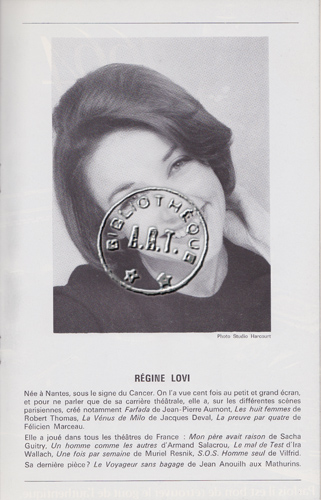 BIBLIOTHÈQUE
A.R.T.
Photo Studio Harcourt
RÉGINE LOVI
Née à Nantes, sous le signe du Cancer. On l'a vue cent fois au petit et grand écran,
et pour ne parler que de sa carrière théâtrale, elle a, sur les différentes scènes
parisiennes, créé notamment Farfada de Jean-Pierre Aumont, Les huit femmes de
Robert Thomas, La Vénus de Milo de Jacques Deval, La preuve par quatre de
Félicien Marceau.
Elle a joué dans tous les théâtres de France : Mon père avait raison de Sacha
Guitry, Un homme comme les autres d'Armand Salacrou, Le mal de Test d'Ira
Wallach, Une fois par semaine de Muriel Resnik, S.O.S. Homme seul de Vilfrid.
Sa dernière pièce? Le Voyageur sans bagage de Jean Anouilh aux Mathurins.